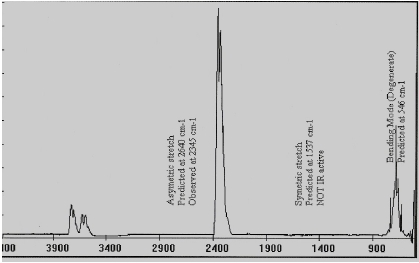 Asymetric stretch
Predicted at 2640 cm-1
Observed at 2345 cm-1
Symetric stretch
Predicted at 1537 cm-1
NOT IR active
Bending Mode (Degenerate)
Predicted at 546 cm-1
3900
3400
2900
2400
1900
1400
900